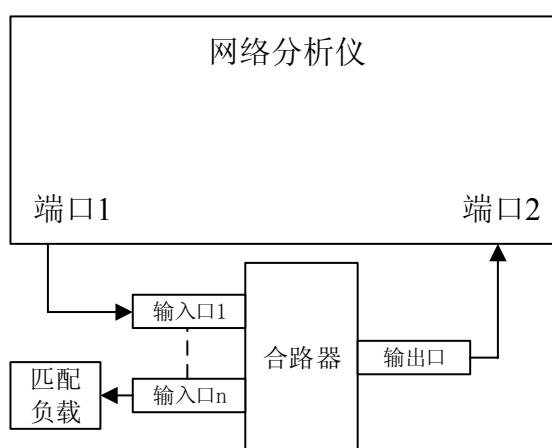 网络分析仪
端口1
端口2
输入口1
合路器
输出口
匹配
负载
输入口n